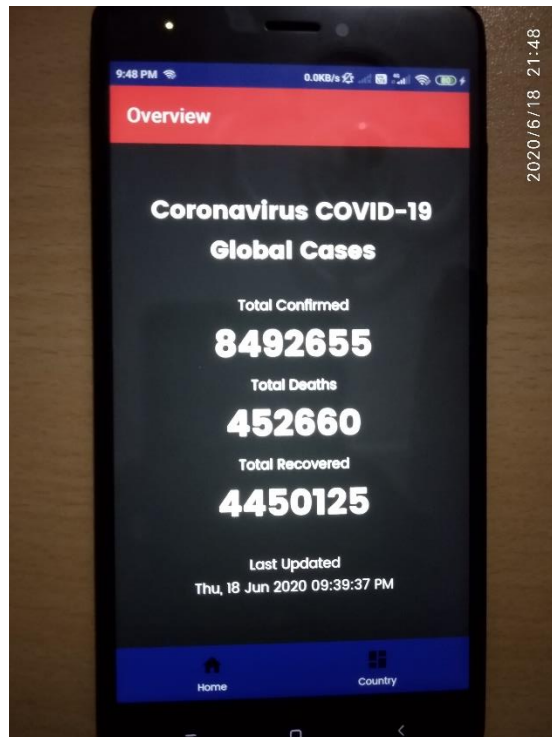 9:48 PM
0.0KB/s
Overview
Coronavirus COVID-19
Global Cases
Total Confirmed
8492655
Total Deaths
452660
Total Recovered
4450125
Last Updated
Thu, 18 Jun 2020 09:39:37 PM
Home
Country
2020/6/18 21:48